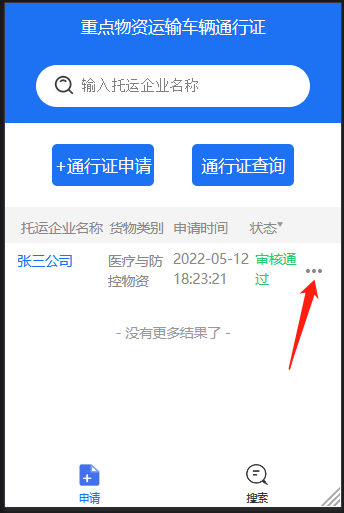 重点物资运输车辆通行证
输入托运企业名称
+通行证申请 通行证查询
托运企业名称 货物类别 申请时间 状态
张三公司 医疗与防 2022-05-12 审核通
控物资 18:23:21 过
- 没有更多结果了 -
申请 搜索